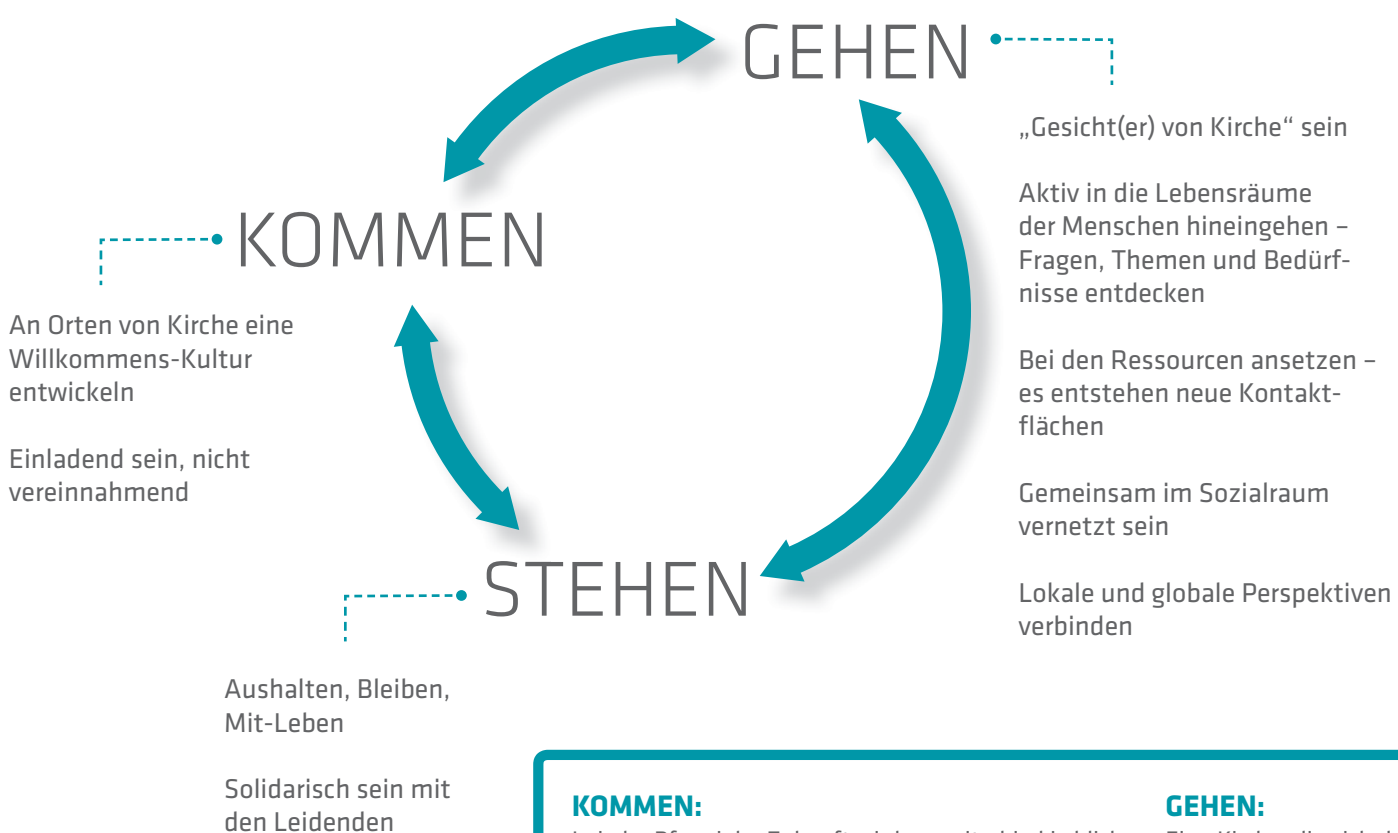 GEHEN
„Gesicht(er) von Kirche“ sein
Aktiv in die Lebensräume
der Menschen hineingehen –
Fragen, Themen und Bedürf-
nisse entdecken
Bei den Ressourcen ansetzen –
es entstehen neue Kontakt-
flächen
Gemeinsam im Sozialraum
vernetzt sein
Lokale und globale Perspektiven
verbinden
KOMMEN
An Orten von Kirche eine
Willkommens-Kultur
entwickeln
Einladend sein, nicht
vereinnahmend
STEHEN
Aushalten, Bleiben,
Mit-Leben
Solidarisch sein mit
den Leidenden
KOMMEN:
GEHEN: